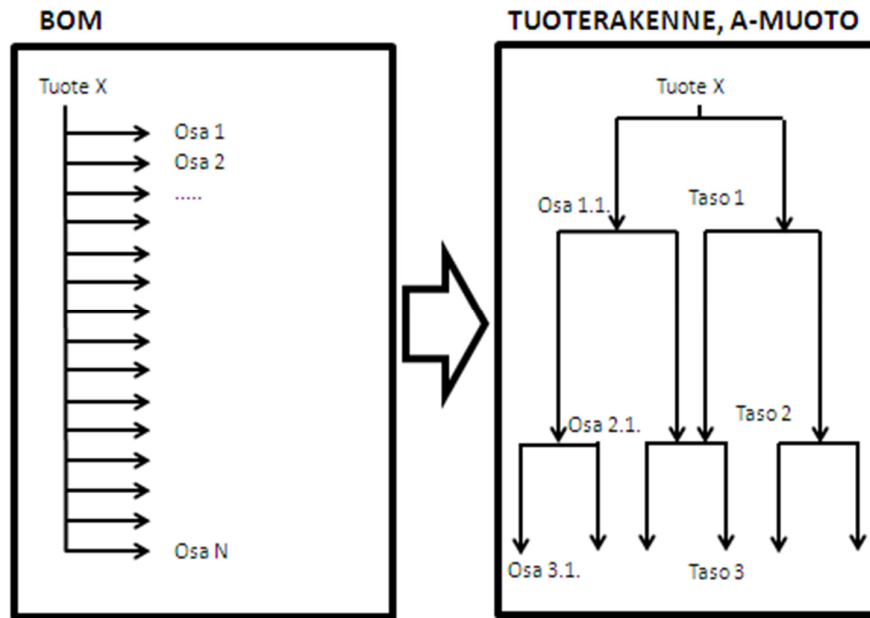 BOM
Tuote X
Osa 1
Osa 2
.....
Osa N
TUOTERAKENNE, A-MUOTO
Tuote X
Osa 1.1.
Taso 1
Osa 2.1.
Taso 2
Osa 3.1.
Taso 3